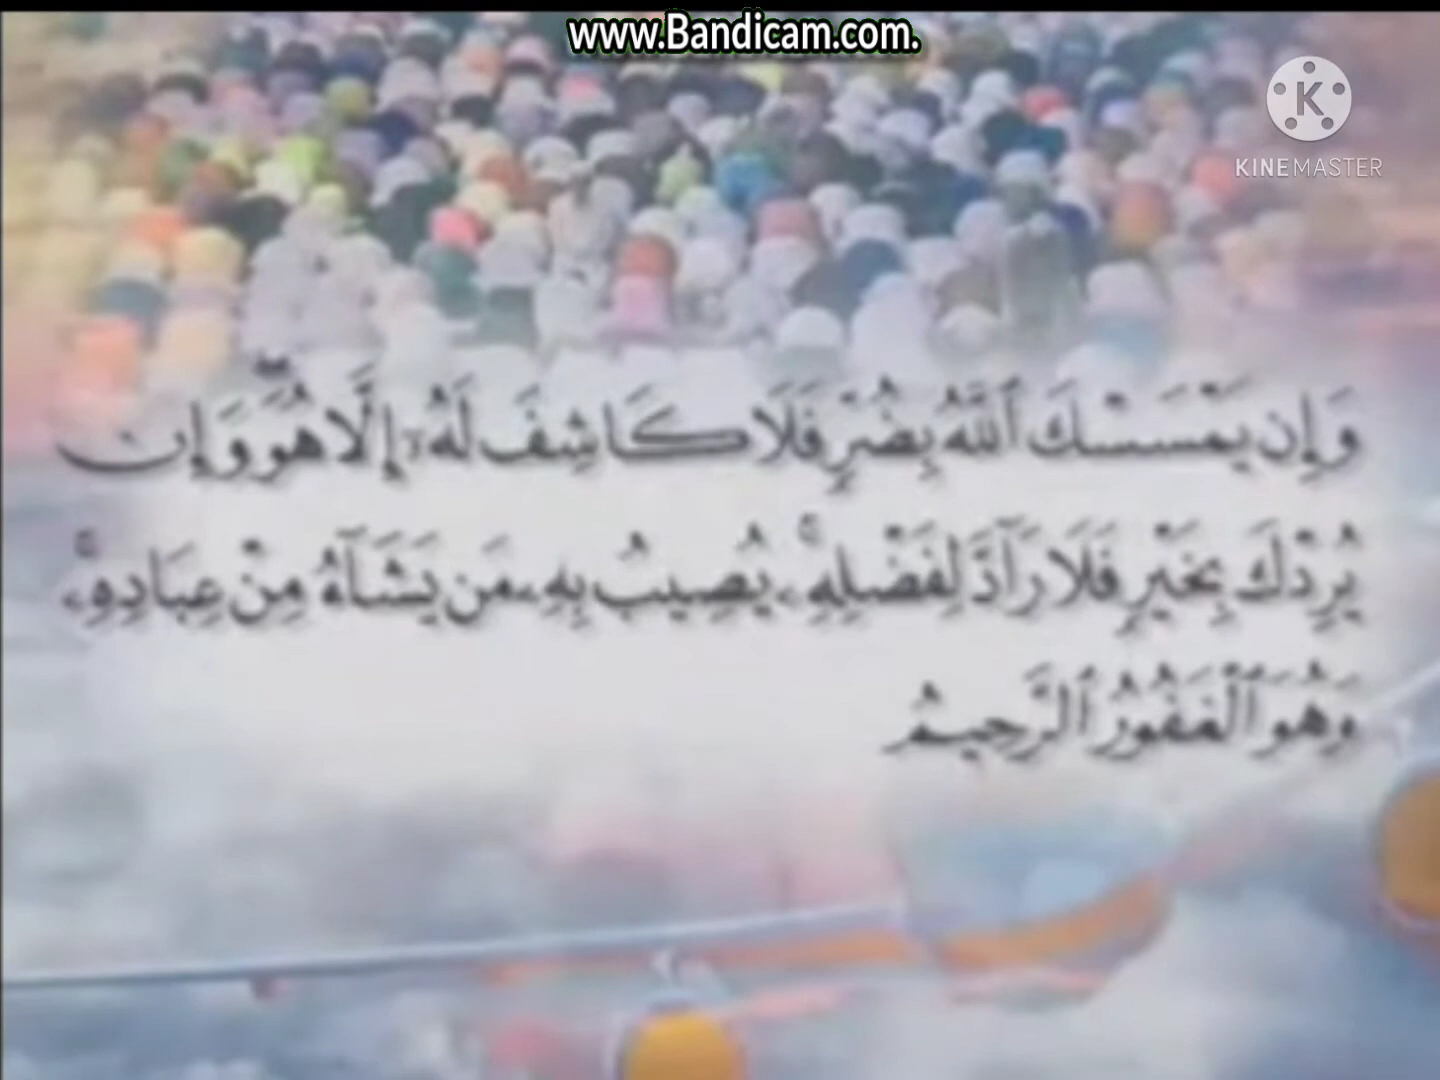 www.Bandicam.com.
K
KINEMASTER
وَإِن يَمْسَسْكَ ٱللَّهُ بِضُرٍّ فَلَا كَاشِفَ لَهُۥٓ إِلَّا هُوَ ۖ وَإِن
يُرِدْكَ بِخَيْرٍ فَلَا رَآدَّ لِفَضْلِهِۦ ۚ يُصِيبُ بِهِۦ مَن يَشَآءُ مِنْ عِبَادِهِۦ ۚ
وَهُوَ ٱلْغَفُورُ ٱلرَّحِيمُ